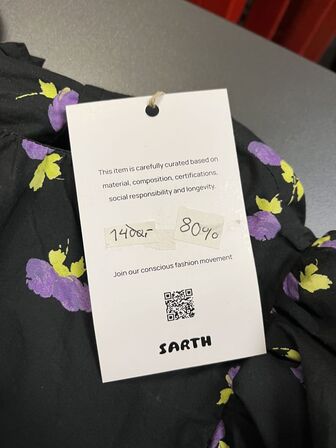 This item is carefully curated based on
material, composition, certifications,
social responsibility and longevity.
1400,- 80%
Join our conscious fashion movement
SARTH